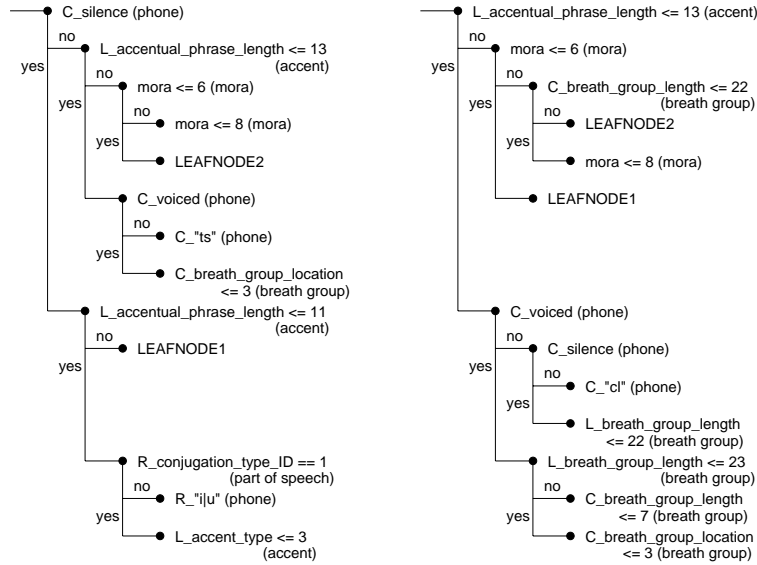 C_silence (phone)
no
yes
L_accentual_phrase_length <= 13
(accent)
no
yes
mora <= 6 (mora)
no
yes
mora <= 8 (mora)
LEAFNODE2
C_voiced (phone)
no
yes
C_"ts" (phone)
C_breath_group_location
<= 3 (breath group)
L_accentual_phrase_length <= 11
(accent)
no
yes
LEAFNODE1
R_conjugation_type_ID == 1
(part of speech)
no
yes
R_"i|u" (phone)
L_accent_type <= 3
(accent)
L_accentual_phrase_length <= 13 (accent)
no
yes
mora <= 6 (mora)
no
yes
C_breath_group_length <= 22
(breath group)
no
yes
LEAFNODE2
mora <= 8 (mora)
LEAFNODE1
C_voiced (phone)
no
yes
C_silence (phone)
no
yes
C_"cl" (phone)
L_breath_group_length
<= 22 (breath group)
L_breath_group_length <= 23
(breath group)
no
yes
C_breath_group_length
<= 7 (breath group)
C_breath_group_location
<= 3 (breath group)